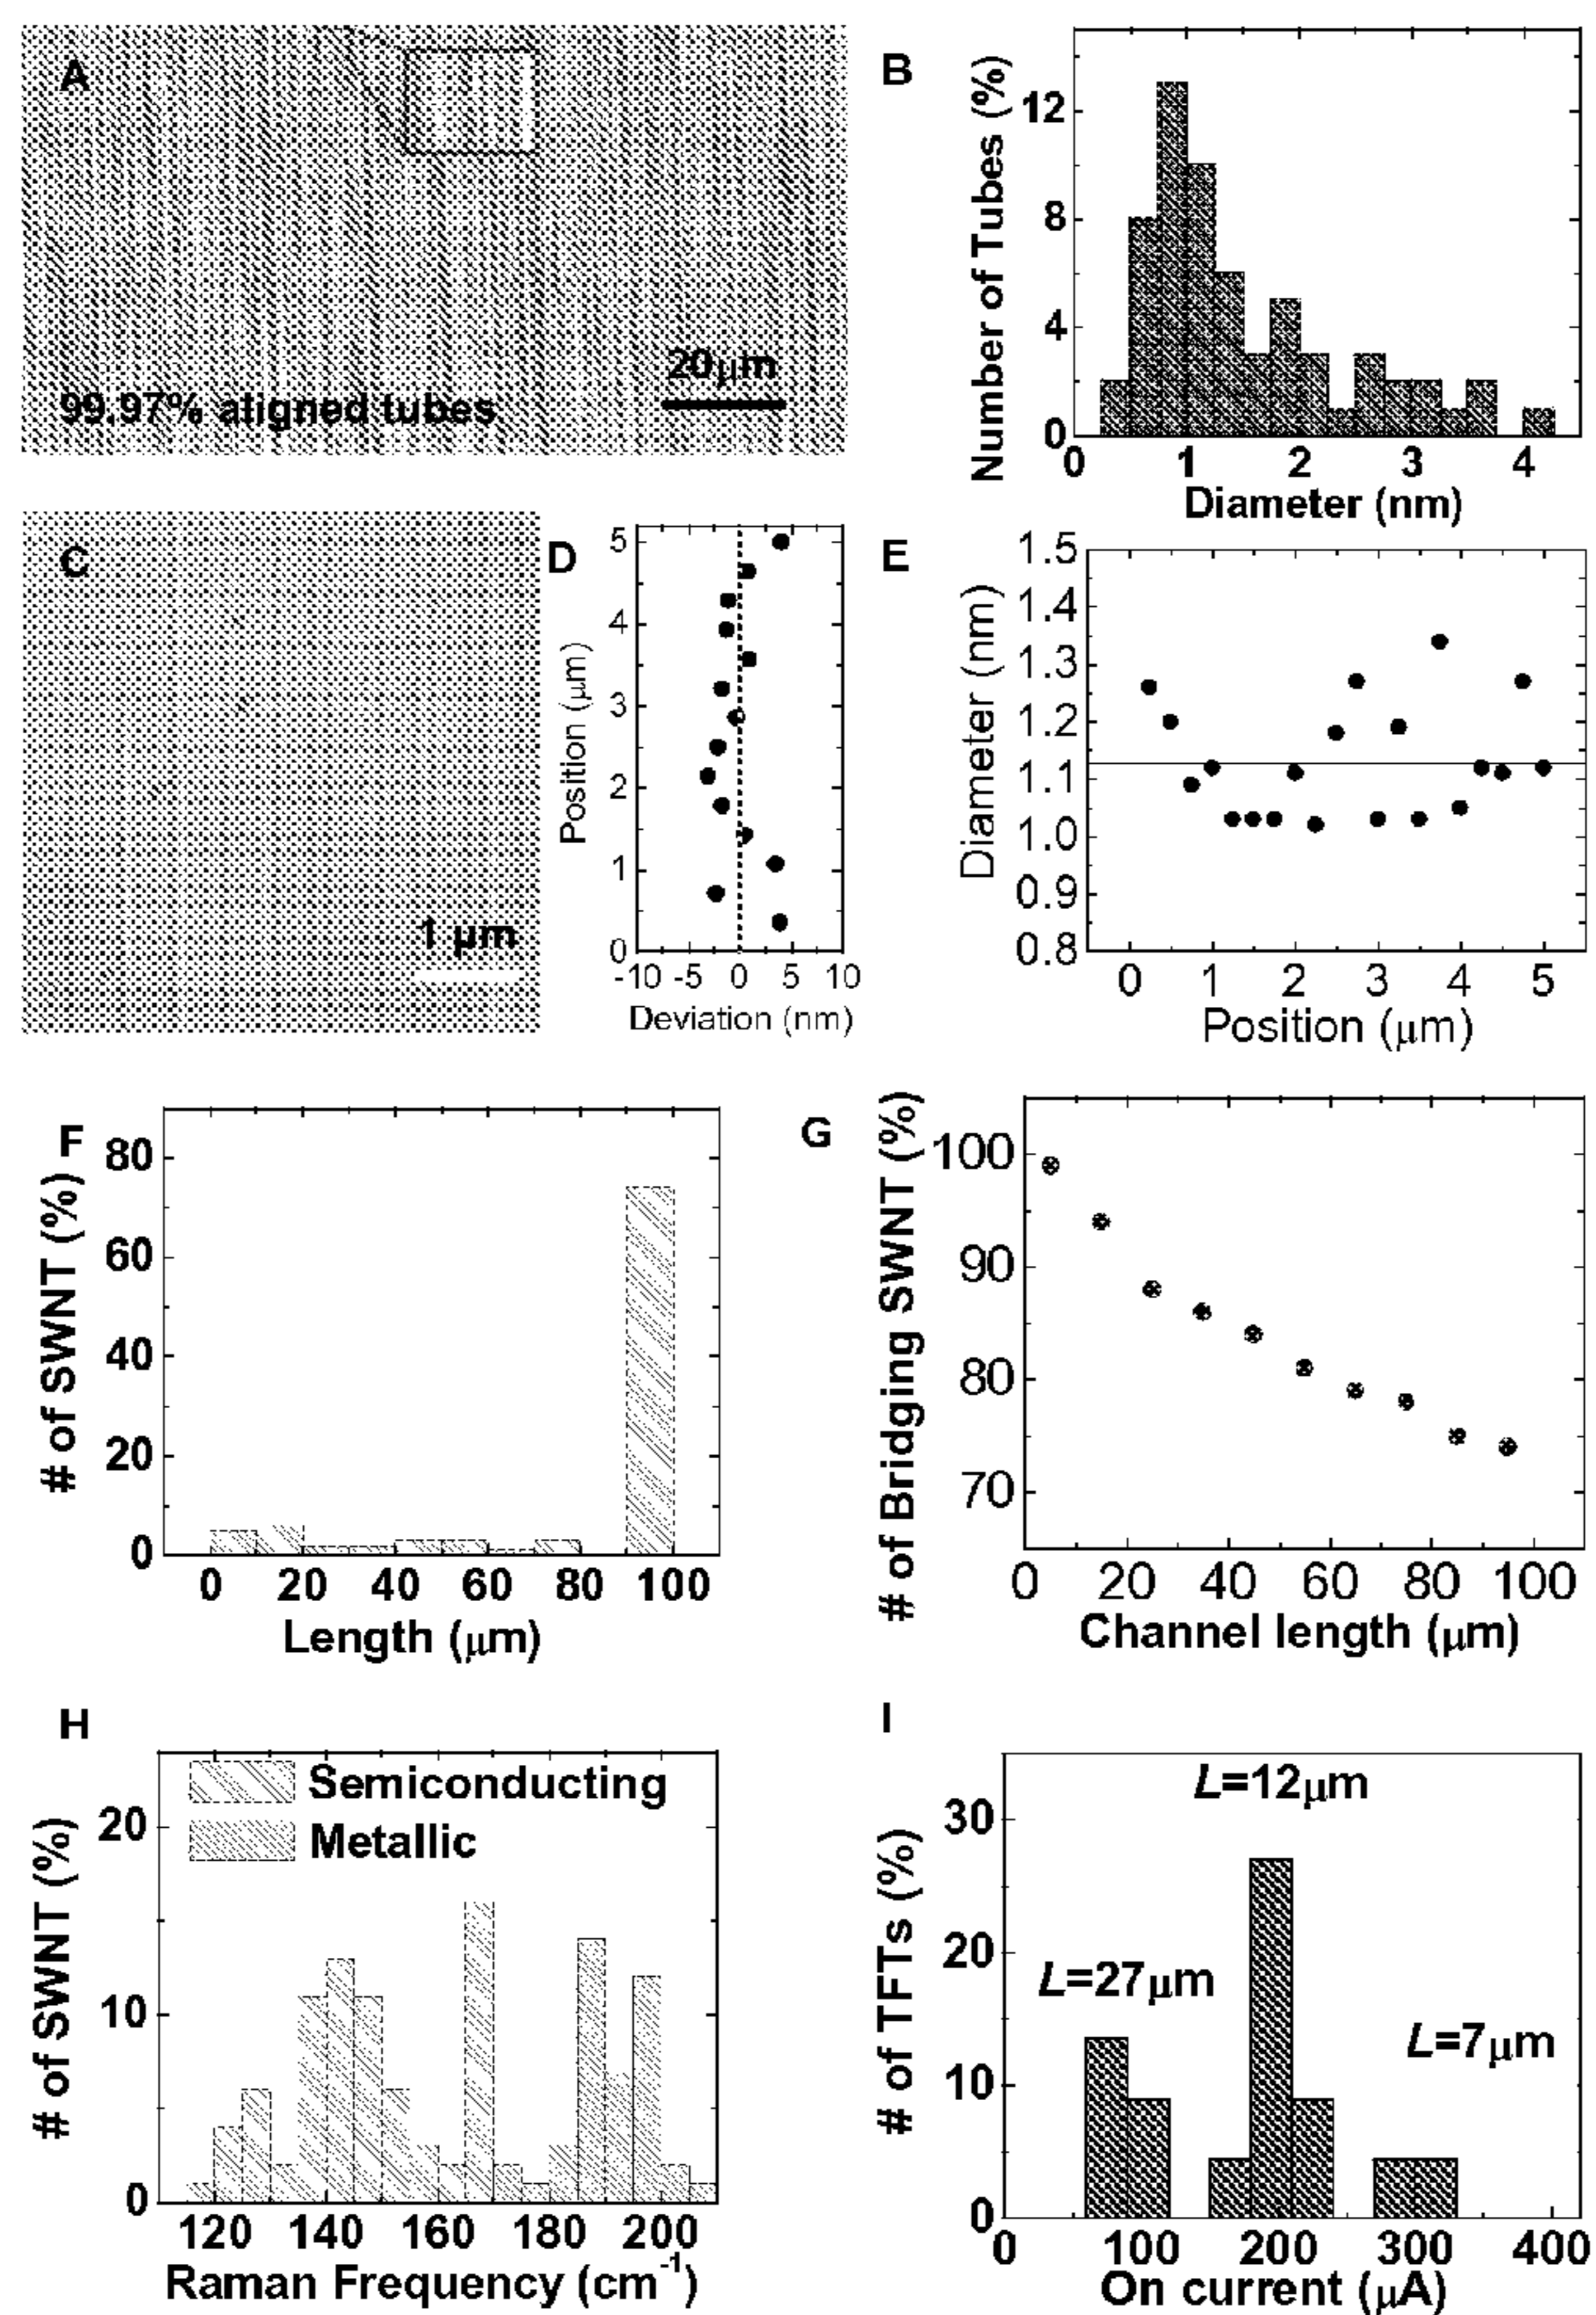 A
20μm
99.97% aligned tubes
B
Number of Tubes (%)
12
8
4
0
0 1 2 3 4
Diameter (nm)
C
1 μm
D
Position (μm)
5
4
3
2
1
0
-10 -5 0 5 10
Deviation (nm)
E
Diameter (nm)
1.5
1.4
1.3
1.2
1.1
1.0
0.9
0.8
0 1 2 3 4 5
Position (μm)
F
# of SWNT (%)
80
60
40
20
0
0 20 40 60 80 100
Length (μm)
G
# of Bridging SWNT (%)
100
90
80
70
0 20 40 60 80 100
Channel length (μm)
H
# of SWNT (%)
Semiconducting
Metallic
20
10
0
120 140 160 180 200
Raman Frequency (cm⁻¹)
I
# of TFTs (%)
L=12μm
L=27μm
L=7μm
30
20
10
0
0 100 200 300 400
On current (μA)